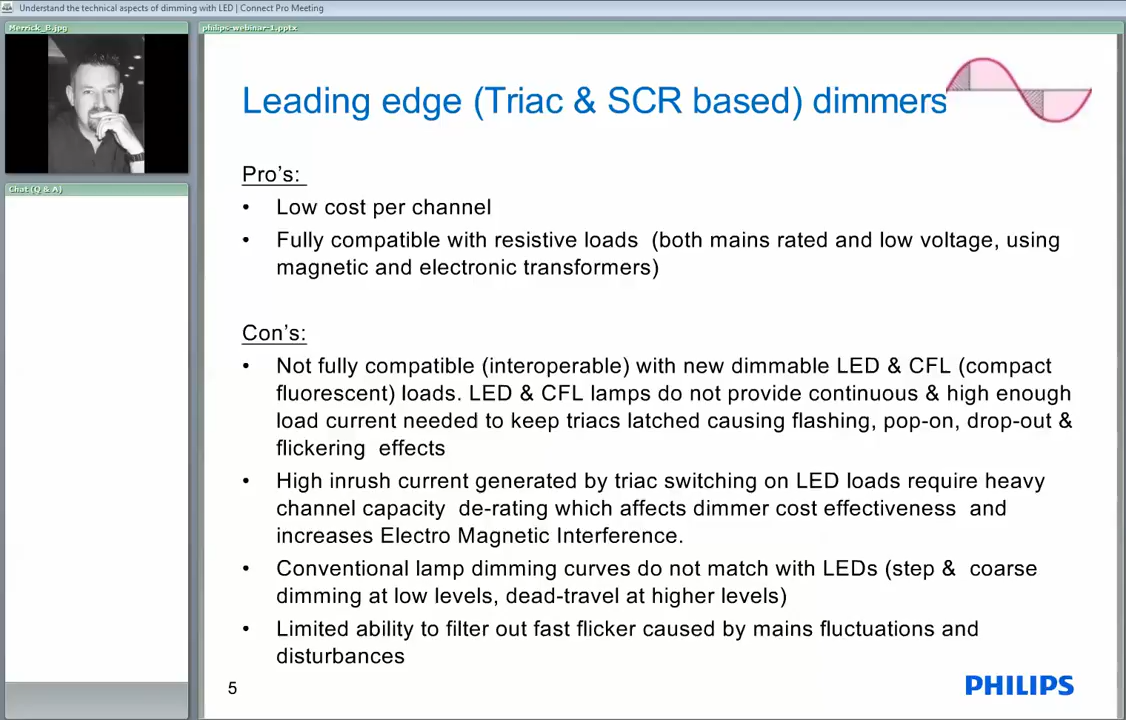 Understand the technical aspects of dimming with LED | Connect Pro Meeting
Merrick_B.jpg
philips-webinar-1.pptx
Leading edge (Triac & SCR based) dimmers
Pro's:
• Low cost per channel
• Fully compatible with resistive loads (both mains rated and low voltage, using
magnetic and electronic transformers)
Con's:
• Not fully compatible (interoperable) with new dimmable LED & CFL (compact
fluorescent) loads. LED & CFL lamps do not provide continuous & high enough
load current needed to keep triacs latched causing flashing, pop-on, drop-out &
flickering effects
• High inrush current generated by triac switching on LED loads require heavy
channel capacity de-rating which affects dimmer cost effectiveness and
increases Electro Magnetic Interference.
• Conventional lamp dimming curves do not match with LEDs (step & coarse
dimming at low levels, dead-travel at higher levels)
• Limited ability to filter out fast flicker caused by mains fluctuations and
disturbances
5
PHILIPS
Chat (Q & A)